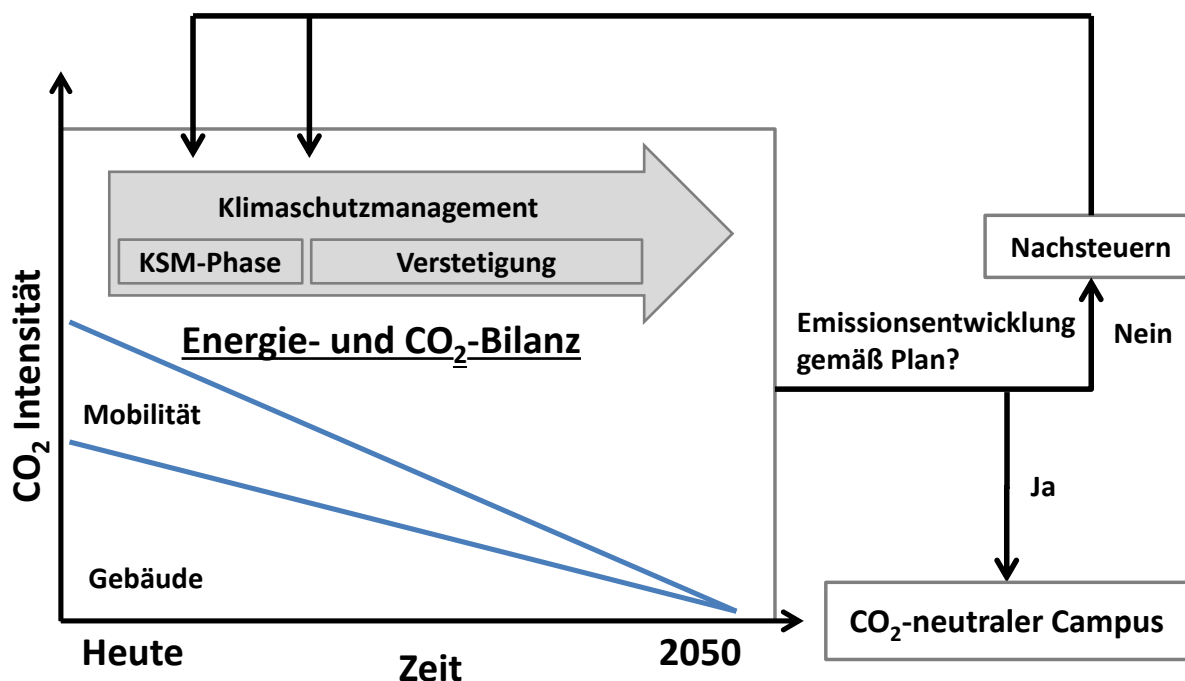 Klimaschutzmanagement
KSM-Phase
Verstetigung
Nachsteuern
Energie- und CO₂-Bilanz
Emissionsentwicklung
gemäß Plan?
Nein
CO₂ Intensität
Mobilität
Ja
Gebäude
CO₂-neutraler Campus
Heute
Zeit
2050